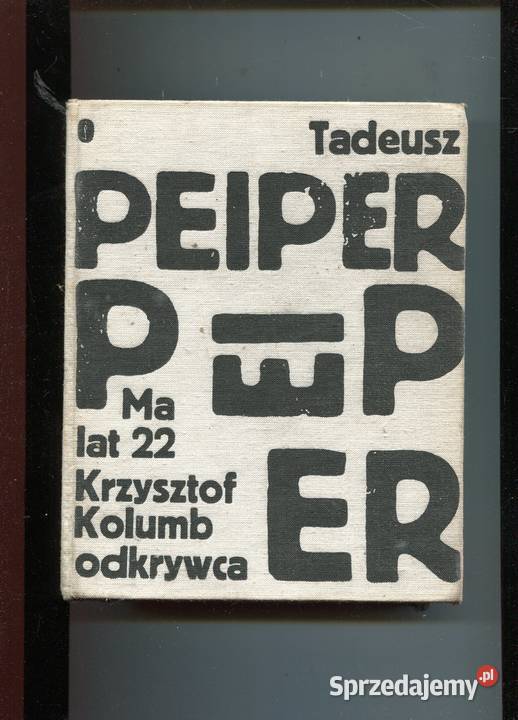 Tadeusz
PEIPER
P EI P
Ma
lat 22
ER
Krzysztof
Kolumb
odkrywca
Sprzedajemy.pl